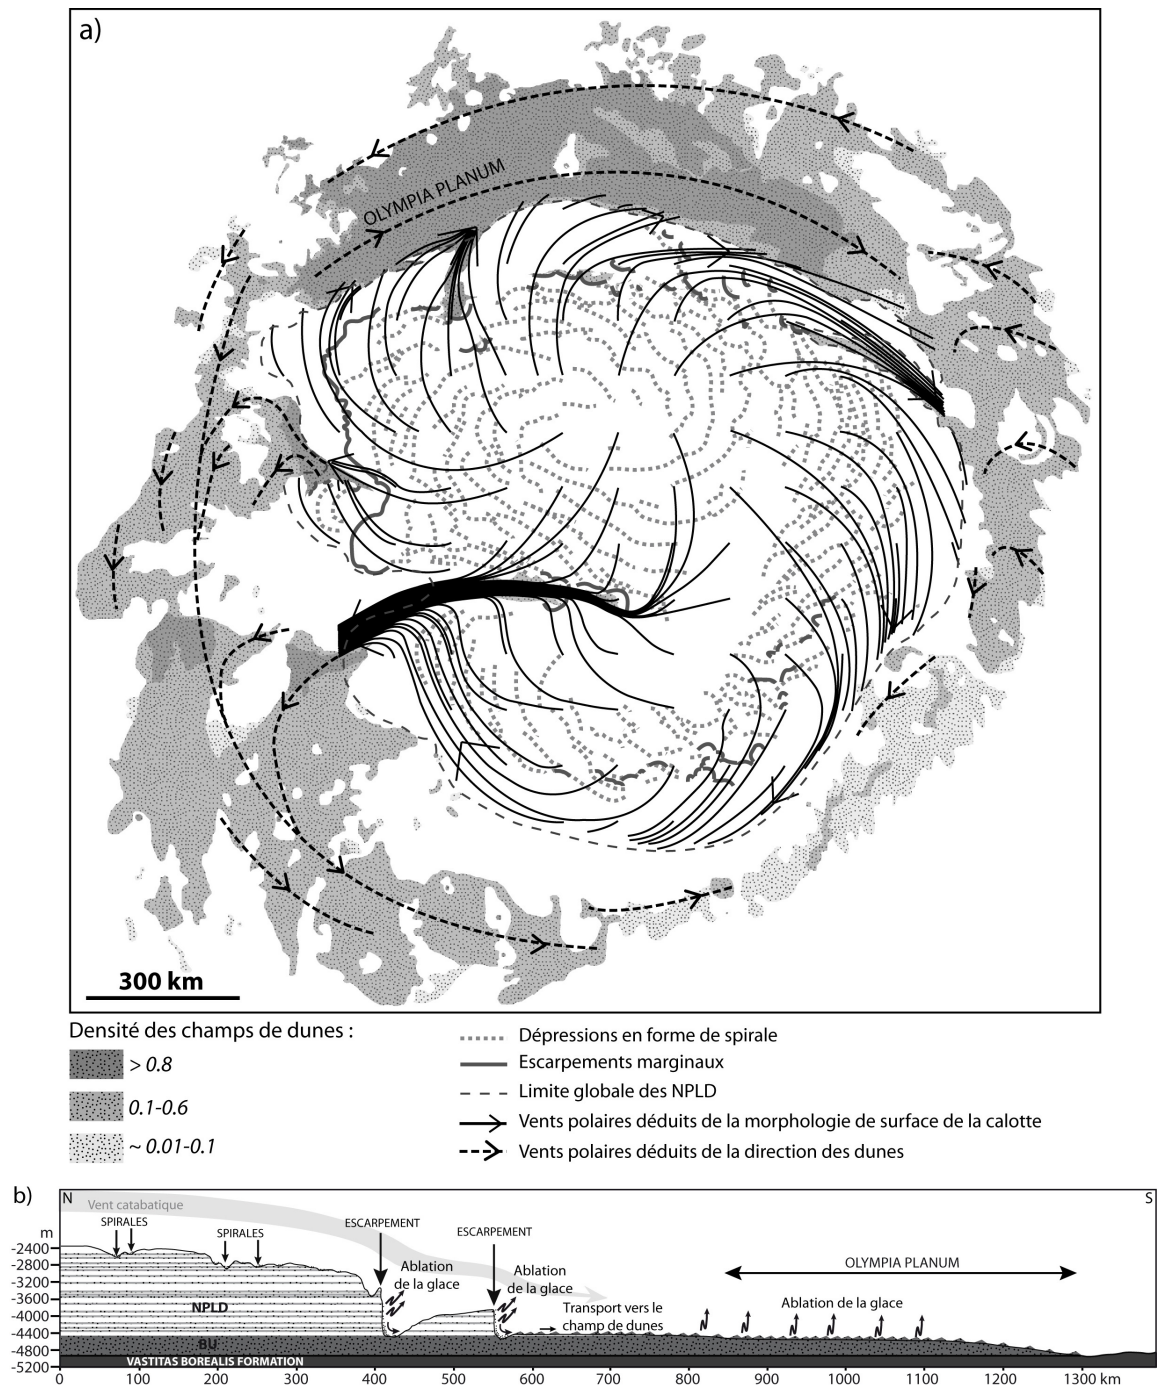 a)
OLYMPIA PLANUM
300 km
Densité des champs de dunes :
> 0.8
0.1-0.6
~ 0.01-0.1
Dépressions en forme de spirale
Escarpements marginaux
Limite globale des NPLD
Vents polaires déduits de la morphologie de surface de la calotte
Vents polaires déduits de la direction des dunes
b)
N
S
Vent catabatique
SPIRALES
SPIRALES
ESCARPEMENT
ESCARPEMENT
Ablation
de la glace
Ablation
de la glace
Transport vers le
champ de dunes
OLYMPIA PLANUM
Ablation de la glace
NPLD
BU
VASTITAS BOREALIS FORMATION
m
-2400
-2800
-3200
-3600
-4000
-4400
-4800
-5200
0 100 200 300 400 500 600 700 800 900 1000 1100 1200 1300 km